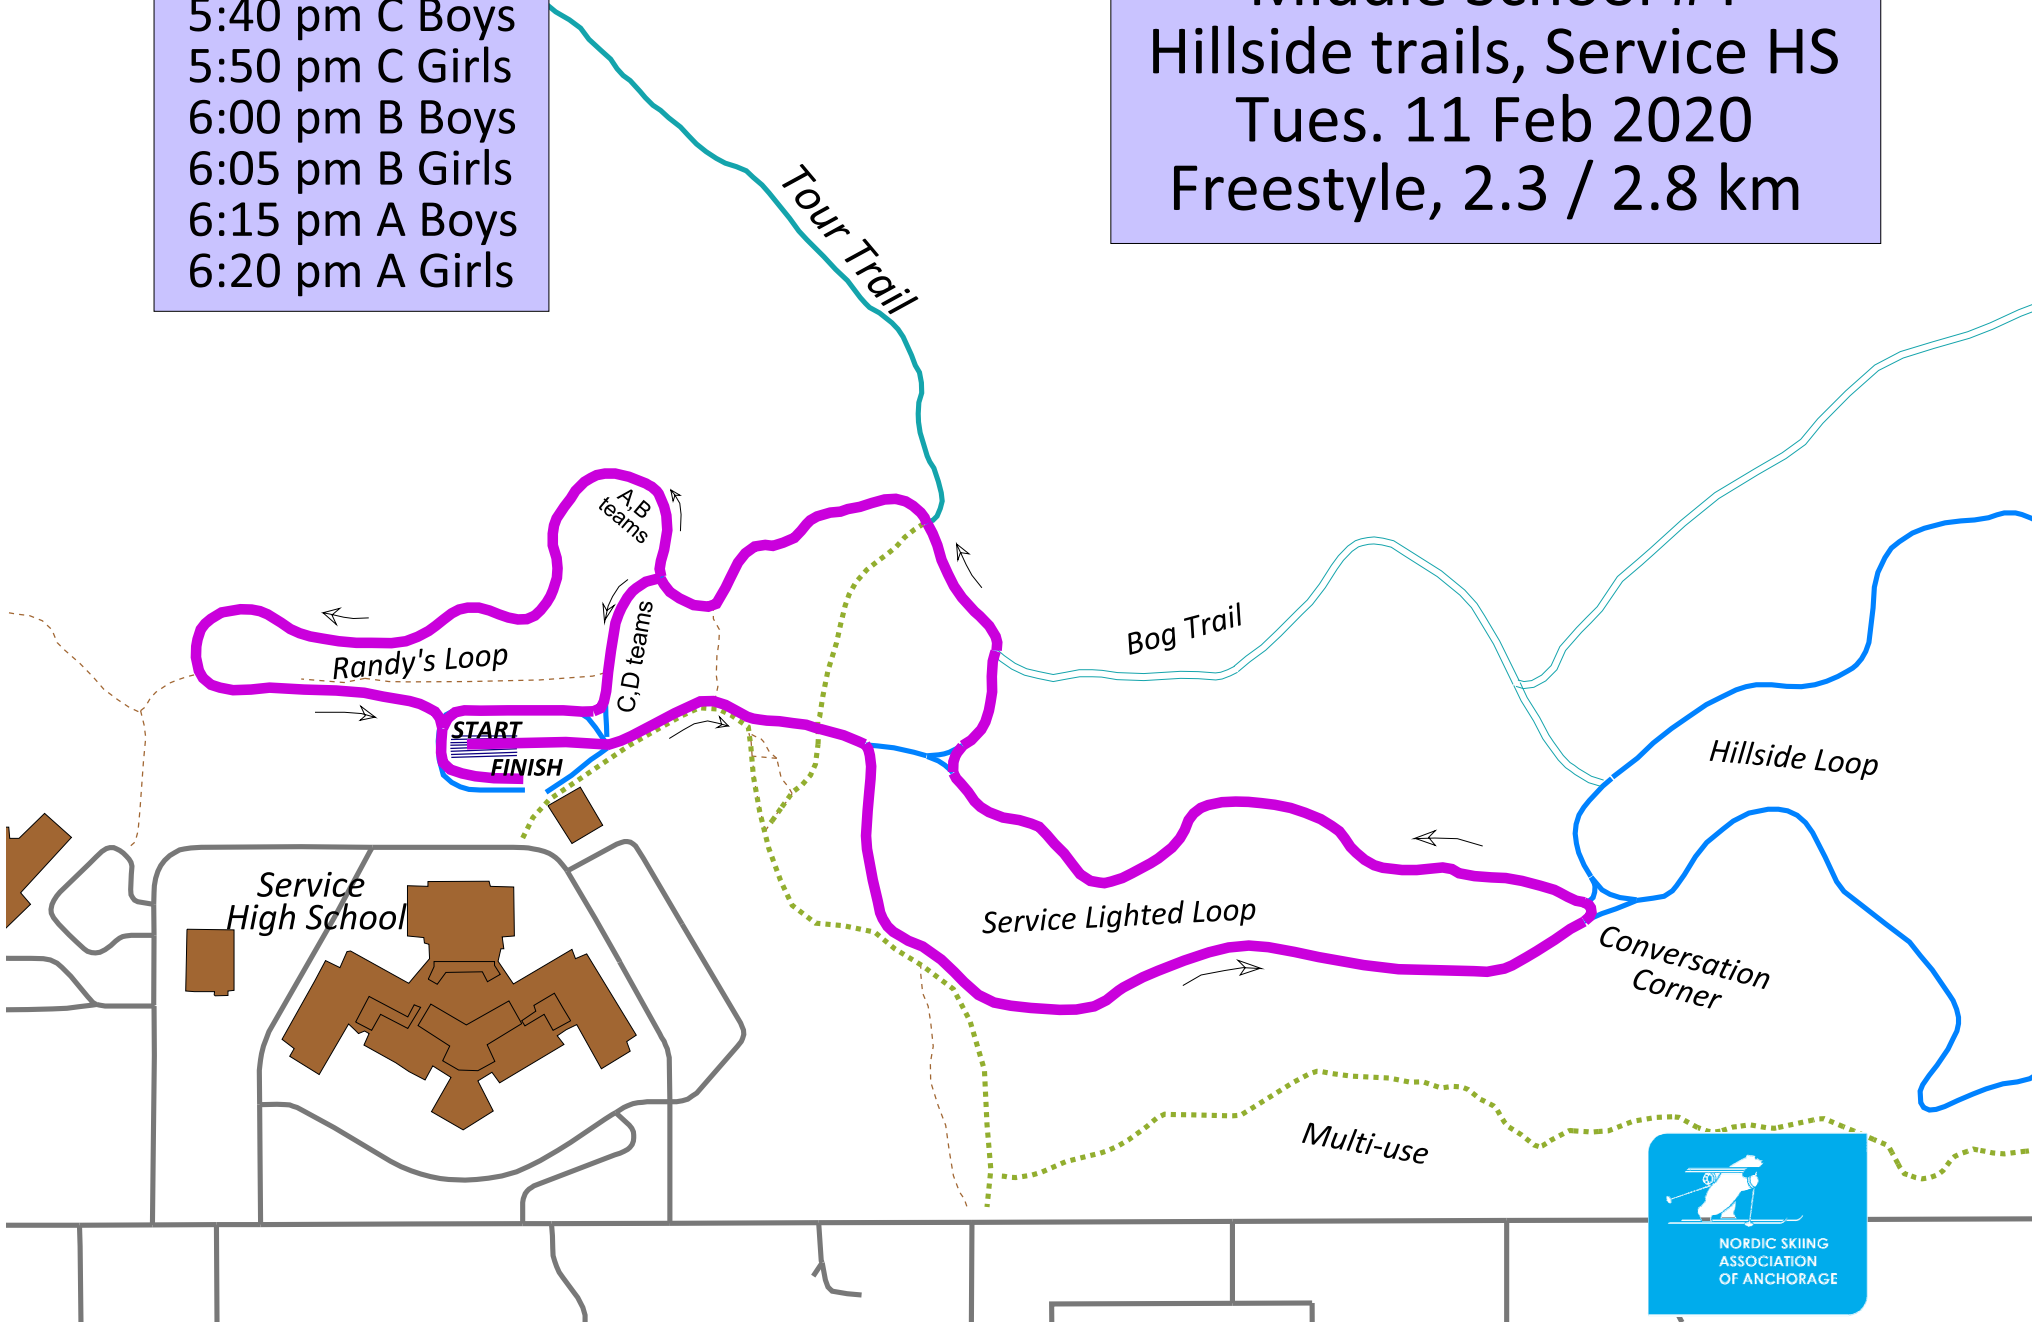 5:40 pm C Boys
5:50 pm C Girls
6:00 pm B Boys
6:05 pm B Girls
6:15 pm A Boys
6:20 pm A Girls
Middle School #1
Hillside trails, Service HS
Tues. 11 Feb 2020
Freestyle, 2.3 / 2.8 km
Tour Trail
A,B
teams
Randy's Loop
C,D teams
Bog Trail
START
FINISH
Hillside Loop
Service
High School
Service Lighted Loop
Conversation
Corner
Multi-use
NORDIC SKIING
ASSOCIATION
OF ANCHORAGE